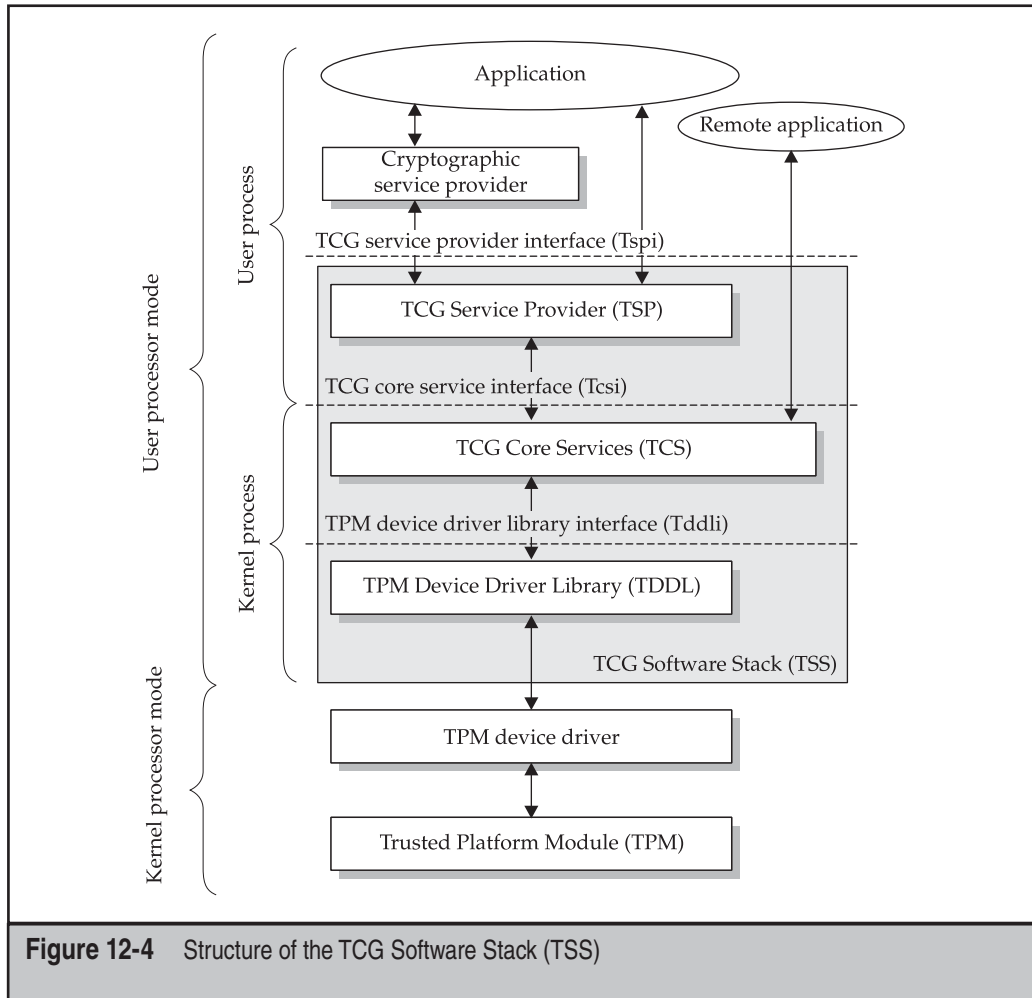 Application
Remote application
Cryptographic
service provider
User process
TCG service provider interface (Tspi)
TCG Service Provider (TSP)
User processor mode
TCG core service interface (Tcsi)
TCG Core Services (TCS)
Kernel process
TPM device driver library interface (Tddli)
TPM Device Driver Library (TDDL)
TCG Software Stack (TSS)
TPM device driver
Kernel processor mode
Trusted Platform Module (TPM)
Figure 12-4 Structure of the TCG Software Stack (TSS)